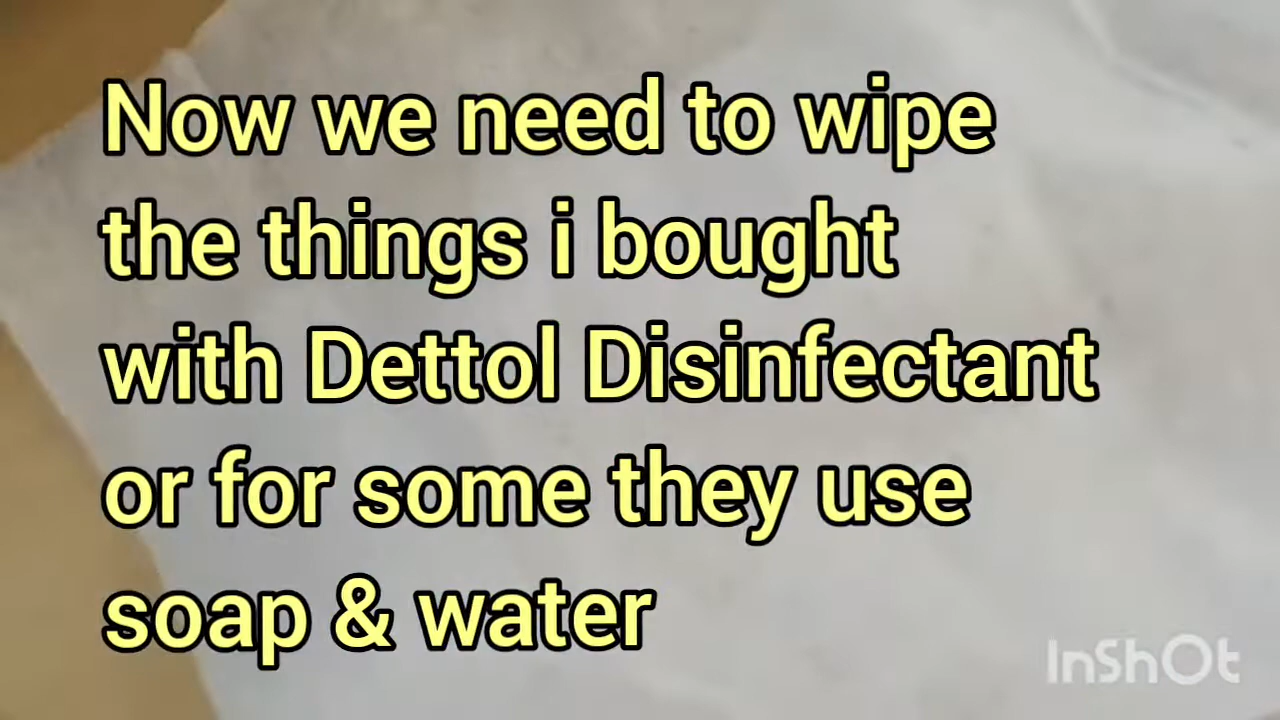 Now we need to wipe
the things i bought
with Dettol Disinfectant
or for some they use
soap & water
InShOt